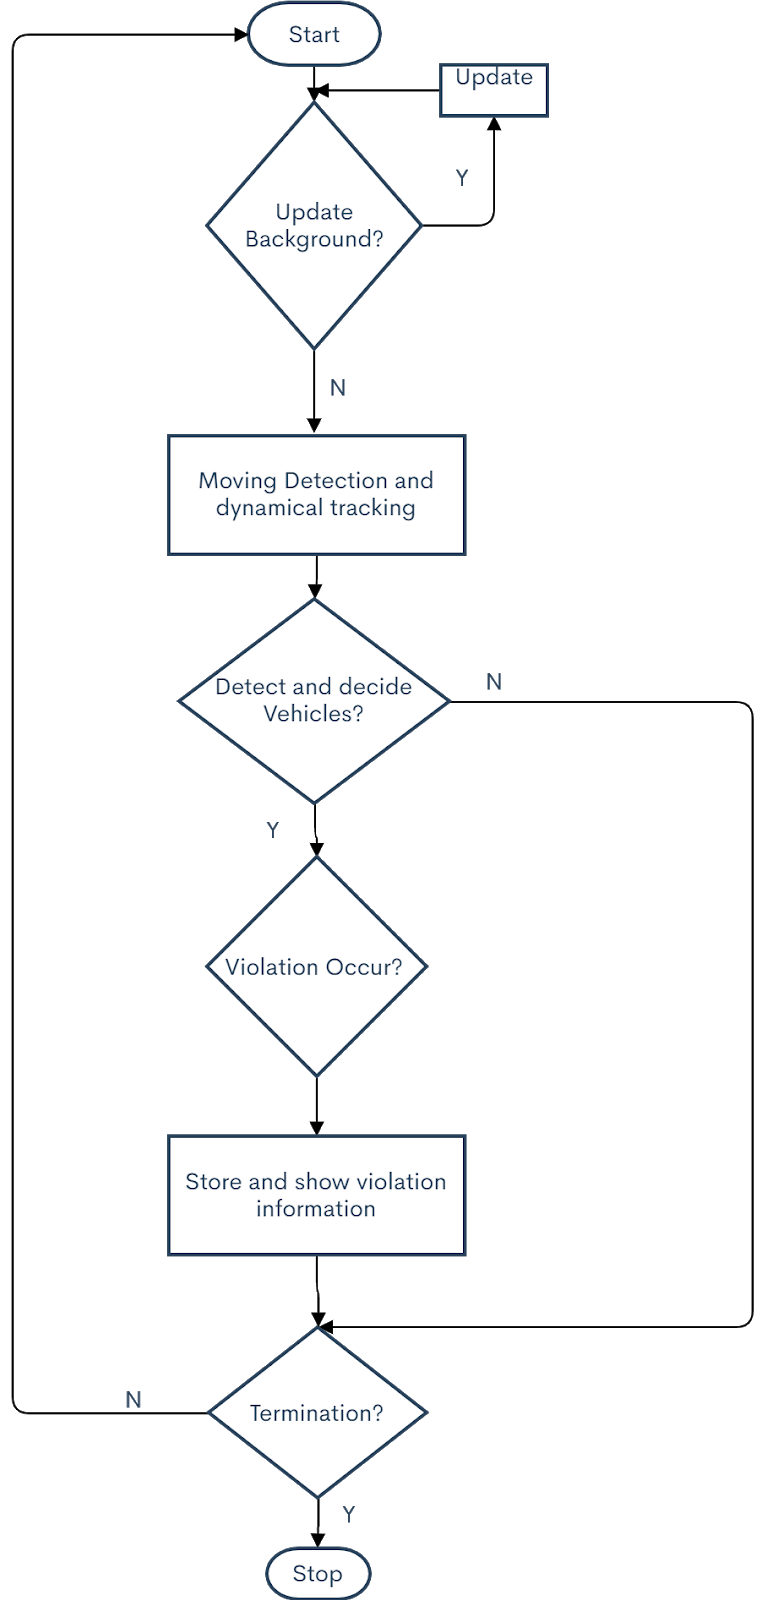 Start
Update
Y
Update
Background?
N
Moving Detection and
dynamical tracking
Detect and decide
Vehicles?
N
Y
Violation Occur?
Store and show violation
information
Termination?
N
Y
Stop